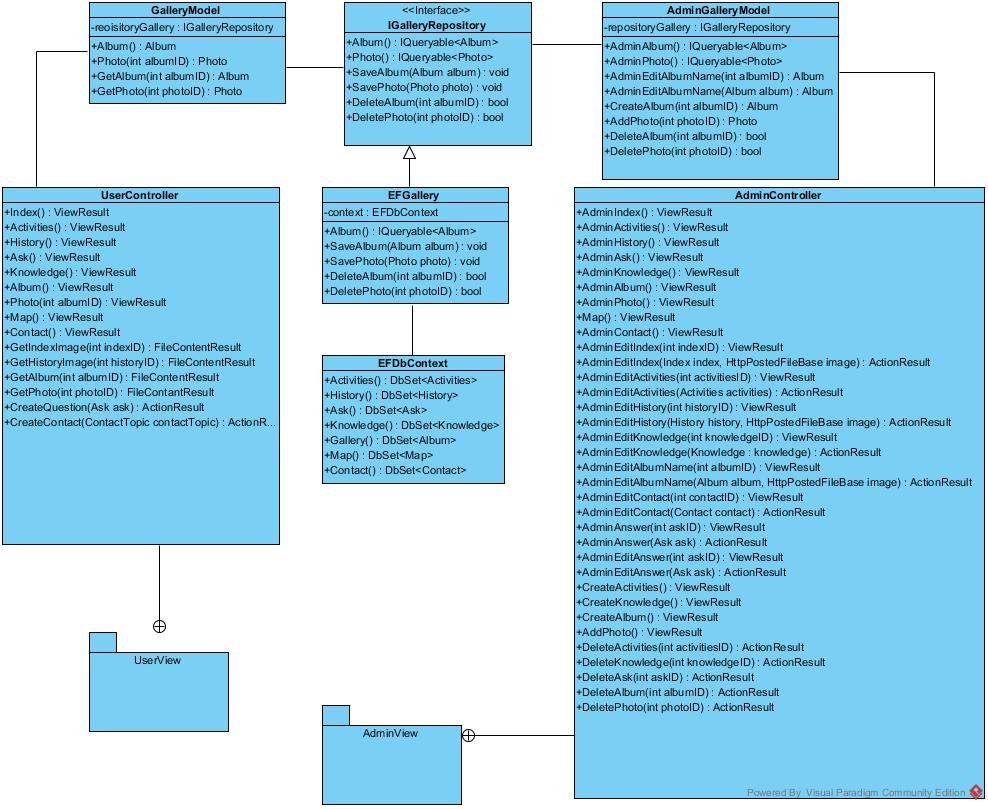 GalleryModel
-reoisitoryGallery : IGalleryRepository
+Album() : Album
+Photo(int albumID) : Photo
+GetAlbum(int albumID) : Album
+GetPhoto(int photoID) : Photo
<<Interface>>
IGalleryRepository
+Album() : IQueryable<Album>
+Photo() : IQueryable<Photo>
+SaveAlbum(Album album) : void
+SavePhoto(Photo photo) : void
+DeleteAlbum(int albumID) : bool
+DeletePhoto(int photoID) : bool
AdminGalleryModel
-repositoryGallery : IGalleryRepository
+AdminAlbum() : IQueryable<Album>
+AdminPhoto() : IQueryable<Photo>
+AdminEditAlbumName(int albumID) : Album
+AdminEditAlbumName(Album album) : Album
+CreateAlbum(int albumID) : Album
+AddPhoto(int photoID) : Photo
+DeleteAlbum(int albumID) : bool
+DeletePhoto(int photoID) : bool
UserController
+Index() : ViewResult
+Activities() : ViewResult
+History() : ViewResult
+Ask() : ViewResult
+Knowledge() : ViewResult
+Album() : ViewResult
+Photo(int albumID) : ViewResult
+Map() : ViewResult
+Contact() : ViewResult
+GetIndexImage(int indexID) : FileContentResult
+GetHistoryImage(int historyID) : FileContentResult
+GetAlbum(int albumID) : FileContentResult
+GetPhoto(int photoID) : FileContantResult
+CreateQuestion(Ask ask) : ActionResult
+CreateContact(ContactTopic contactTopic) : ActionR...
EFGallery
-context : EFDbContext
+Album() : IQueryable<Album>
+SaveAlbum(Album album) : void
+SavePhoto(Photo photo) : void
+DeleteAlbum(int albumID) : bool
+DeletePhoto(int photoID) : bool
EFDbContext
+Activities() : DbSet<Activities>
+History() : DbSet<History>
+Ask() : DbSet<Ask>
+Knowledge() : DbSet<Knowledge>
+Gallery() : DbSet<Album>
+Map() : DbSet<Map>
+Contact() : DbSet<Contact>
AdminController
+AdminIndex() : ViewResult
+AdminActivities() : ViewResult
+AdminHistory() : ViewResult
+AdminAsk() : ViewResult
+AdminKnowledge() : ViewResult
+AdminAlbum() : ViewResult
+AdminPhoto() : ViewResult
+Map() : ViewResult
+AdminContact() : ViewResult
+AdminEditIndex(int indexID) : ViewResult
+AdminEditIndex(Index index, HttpPostedFileBase image) : ActionResult
+AdminEditActivities(int activitiesID) : ViewResult
+AdminEditActivities(Activities activities) : ActionResult
+AdminEditHistory(int historyID) : ViewResult
+AdminEditHistory(History history, HttpPostedFileBase image) : ActionResult
+AdminEditKnowledge(int knowledgeID) : ViewResult
+AdminEditKnowledge(Knowledge : knowledge) : ActionResult
+AdminEditAlbumName(int albumID) : ViewResult
+AdminEditAlbumName(Album album, HttpPostedFileBase image) : ActionResult
+AdminEditContact(int contactID) : ViewResult
+AdminEditContact(Contact contact) : ActionResult
+AdminAnswer(int askID) : ViewResult
+AdminAnswer(Ask ask) : ActionResult
+AdminEditAnswer(int askID) : ViewResult
+AdminEditAnswer(Ask ask) : ActionResult
+CreateActivities() : ViewResult
+CreateKnowledge() : ViewResult
+CreateAlbum() : ViewResult
+AddPhoto() : ViewResult
+DeleteActivities(int activitiesID) : ActionResult
+DeleteKnowledge(int knowledgeID) : ActionResult
+DeleteAsk(int askID) : ActionResult
+DeleteAlbum(int albumID) : ActionResult
+DeletePhoto(int photoID) : ActionResult
UserView
AdminView
Powered By Visual Paradigm Community Edition